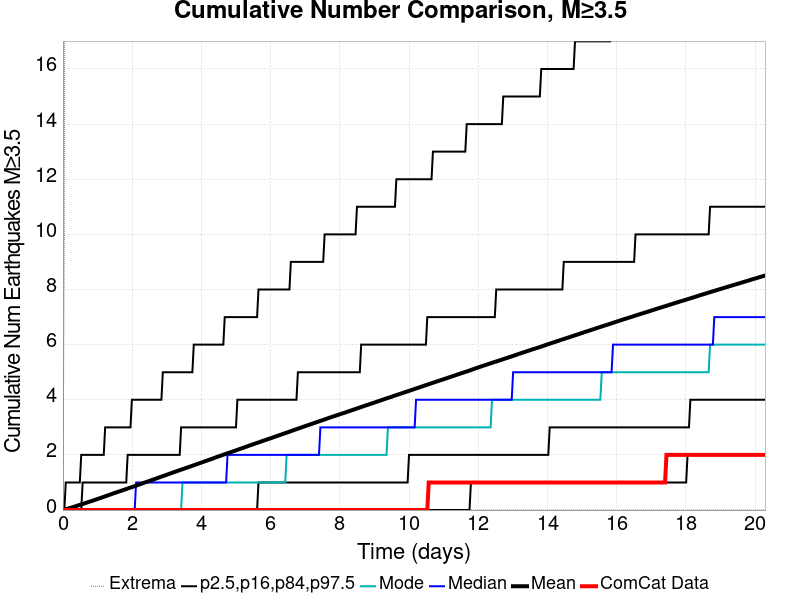 Cumulative Number Comparison, M≥3.5
Cumulative Num Earthquakes M≥3.5
16
14
12
10
8
6
4
2
0
0 2 4 6 8 10 12 14 16 18 20
Time (days)
Extrema p2.5,p16,p84,p97.5 Mode Median Mean ComCat Data